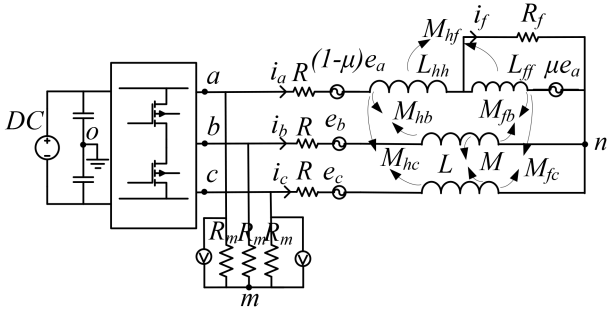 i_f R_f
M_hf
(1-μ)e_a L_hh L_ff μe_a
a i_a R
DC o
M_hb M_fb
b i_b R e_b
n
M_hc L M M_fc
c i_c R e_c
R_m R_m R_m
V V
m